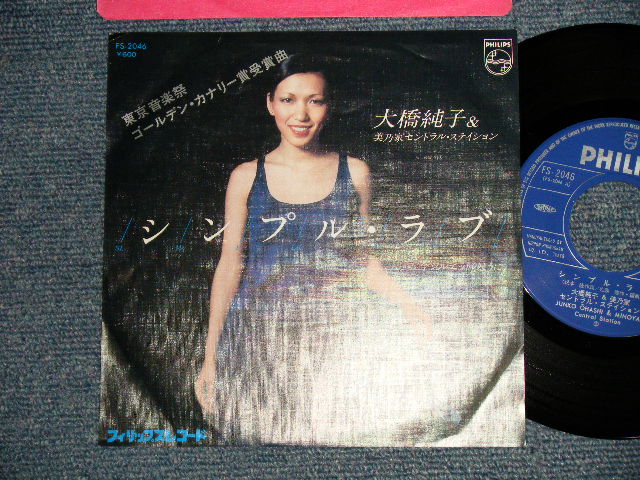 FS-2046
¥600
PHILIPS
東京音楽祭
ゴールデン・カナリー賞受賞曲
大橋純子&
美乃家セントラル・ステイション
シンプル・ラブ
フィリップスレコード
PHILI
FS-2046
シンプル・ラ
大橋純子 & 美乃家
セントラル・ステイション
JUNKO OHASHI & MINOYA
Central Station